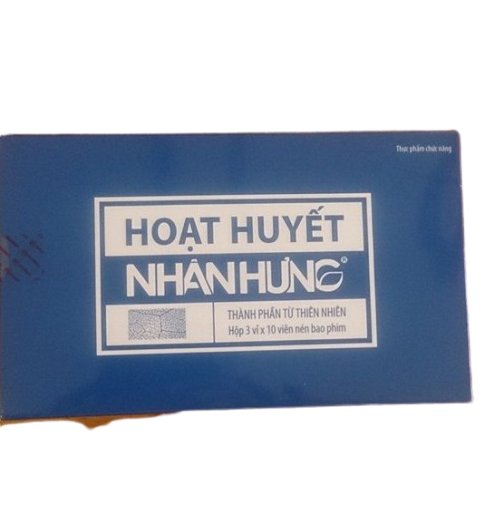 Thực phẩm chức năng
HOẠT HUYẾT
NHÂN HƯNG®
THÀNH PHẦN TỪ THIÊN NHIÊN
Hộp 3 vỉ x 10 viên nén bao phim